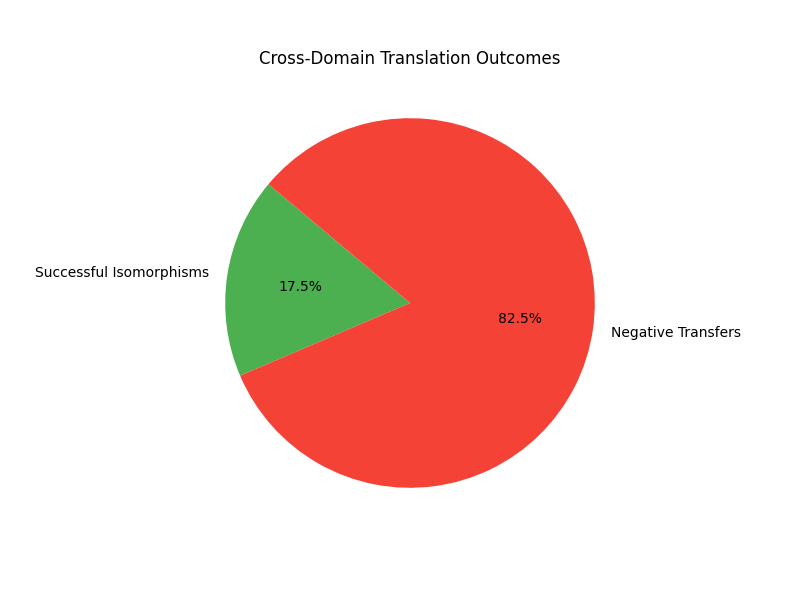 Cross-Domain Translation Outcomes
Successful Isomorphisms
17.5%
82.5%
Negative Transfers